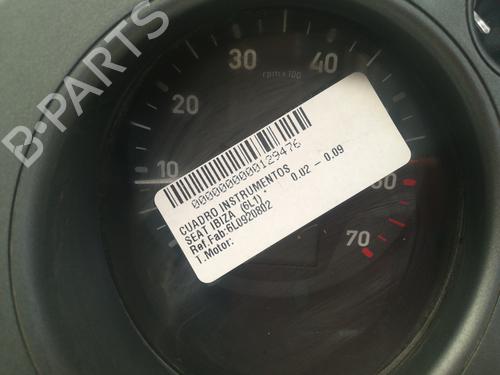 B-PARTS
30
40
rpm x 100
20
10
60
70
0000000000129476
CUADRO INSTRUMENTOS
SEAT IBIZA (6L1) 0.02 - 0.09
Ref.Fab:6L0920802
T.Motor: